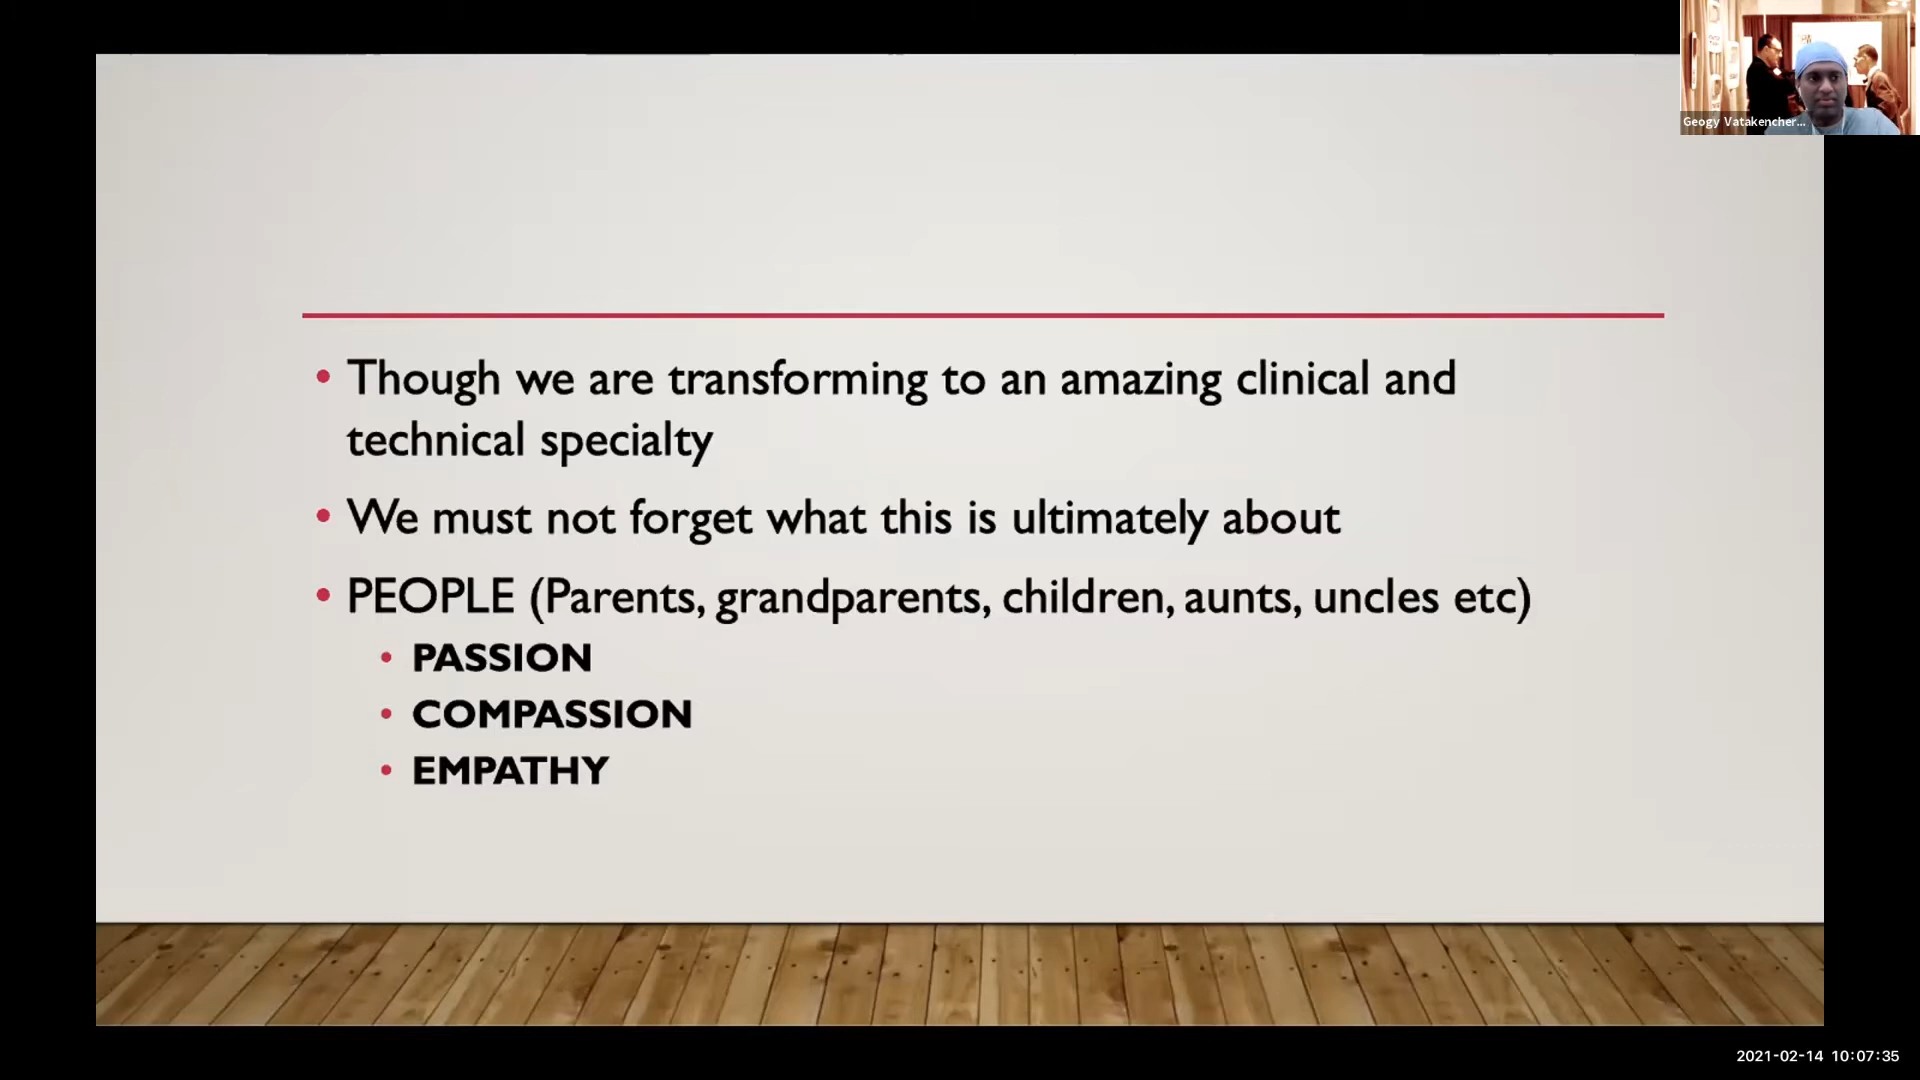 Geogy Vatakencher...
• Though we are transforming to an amazing clinical and
technical specialty
• We must not forget what this is ultimately about
• PEOPLE (Parents, grandparents, children, aunts, uncles etc)
• PASSION
• COMPASSION
• EMPATHY
2021-02-14 10:07:35